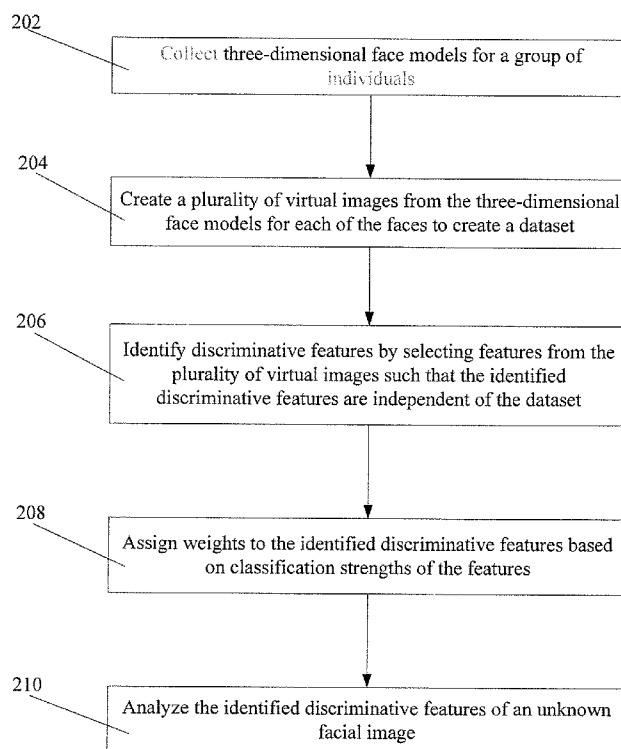 202
Collect three-dimensional face models for a group of
individuals
204
Create a plurality of virtual images from the three-dimensional
face models for each of the faces to create a dataset
206
Identify discriminative features by selecting features from the
plurality of virtual images such that the identified
discriminative features are independent of the dataset
208
Assign weights to the identified discriminative features based
on classification strengths of the features
210
Analyze the identified discriminative features of an unknown
facial image